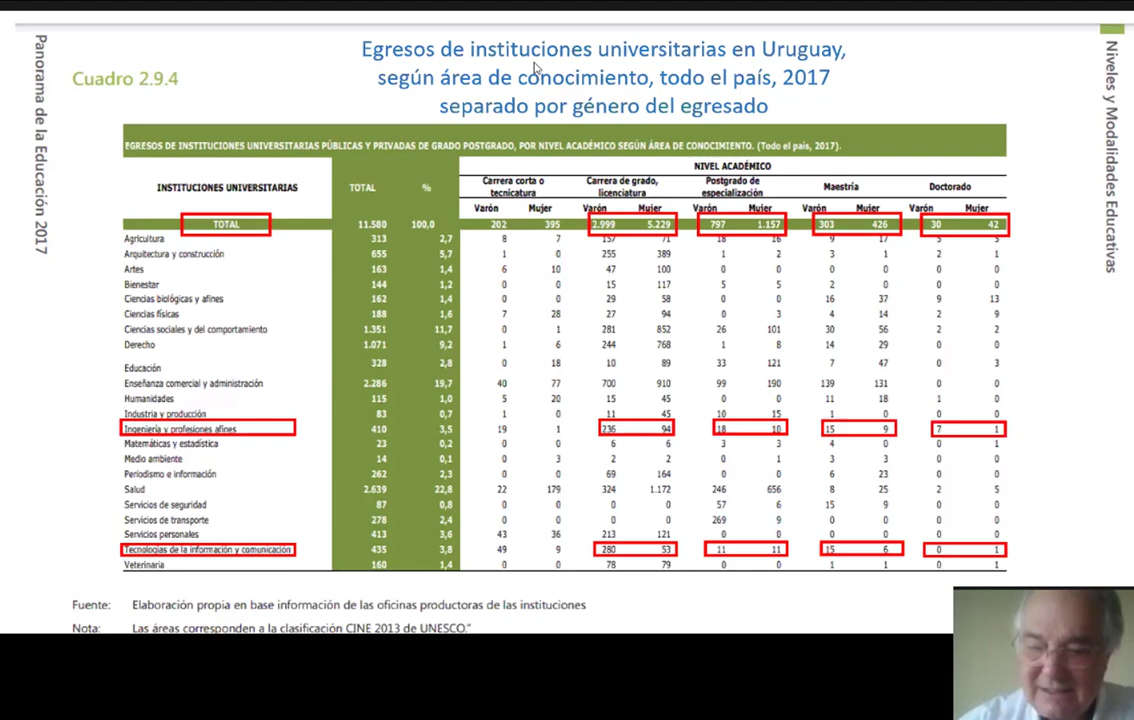 Panorama de la Educación 2017
Niveles y Modalidades Educativas
Cuadro 2.9.4
Egresos de instituciones universitarias en Uruguay,
según área de conocimiento, todo el país, 2017
separado por género del egresado
EGRESOS DE INSTITUCIONES UNIVERSITARIAS PÚBLICAS Y PRIVADAS DE GRADO POSTGRADO, POR NIVEL ACADÉMICO SEGÚN ÁREA DE CONOCIMIENTO. (Todo el país, 2017).
NIVEL ACADÉMICO
INSTITUCIONES UNIVERSITARIAS TOTAL % Carrera corta o tecnicatura Carrera de grado, licenciatura Postgrado de especialización Maestría Doctorado
Varón Mujer Varón Mujer Varón Mujer Varón Mujer Varón Mujer
TOTAL 11.580 100,0 202 395 2.999 5.229 797 1.157 303 426 30 42
Agricultura 313 2,7 8 7 157 71 18 16 9 17 5 5
Arquitectura y construcción 655 5,7 1 0 255 389 1 2 3 1 2 1
Artes 163 1,4 6 10 47 100 0 0 0 0 0 0
Bienestar 144 1,2 0 0 15 117 5 5 2 0 0 0
Ciencias biológicas y afines 162 1,4 0 0 29 58 0 0 16 37 9 13
Ciencias físicas 188 1,6 7 28 27 94 0 3 4 14 2 9
Ciencias sociales y del comportamiento 1.351 11,7 0 1 281 852 26 101 30 56 2 2
Derecho 1.071 9,2 1 6 244 768 1 8 14 29 0 0
Educación 328 2,8 0 18 10 89 33 121 7 47 0 3
Enseñanza comercial y administración 2.286 19,7 40 77 700 910 99 190 139 131 0 0
Humanidades 115 1,0 5 20 15 45 0 0 11 18 1 0
Industria y producción 83 0,7 1 0 11 45 10 15 1 0 0 0
Ingeniería y profesiones afines 410 3,5 19 1 236 94 18 10 15 9 7 1
Matemáticas y estadística 23 0,2 0 0 6 6 3 3 4 0 0 1
Medio ambiente 14 0,1 0 3 2 2 0 1 3 3 0 0
Periodismo e información 262 2,3 0 0 69 164 0 0 6 23 0 0
Salud 2.639 22,8 22 179 324 1.172 246 656 8 25 2 5
Servicios de seguridad 87 0,8 0 0 0 0 57 6 15 9 0 0
Servicios de transporte 278 2,4 0 0 0 0 269 9 0 0 0 0
Servicios personales 413 3,6 43 36 213 121 0 0 0 0 0 0
Tecnologías de la información y comunicación 435 3,8 49 9 280 53 11 11 15 6 0 1
Veterinaria 160 1,4 0 0 78 79 0 0 1 1 0 1
Fuente: Elaboración propia en base información de las oficinas productoras de las instituciones
Nota: Las áreas corresponden a la clasificación CINE 2013 de UNESCO."